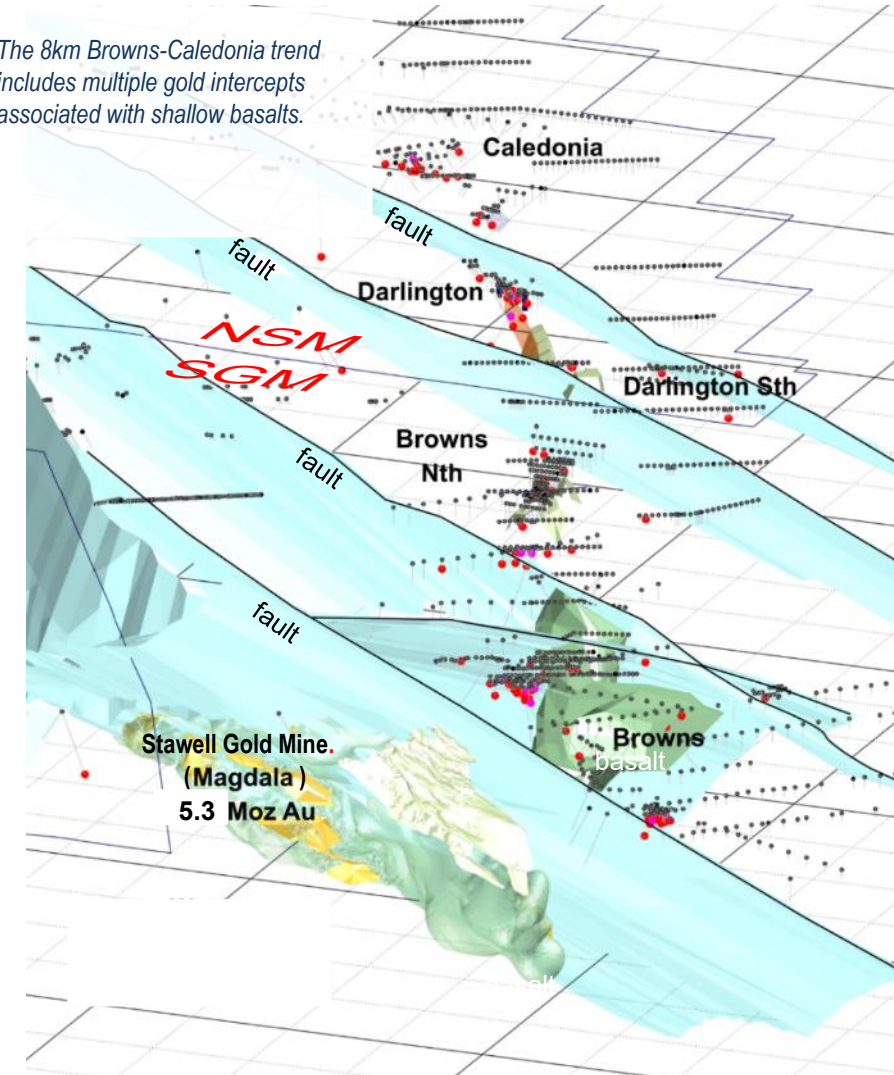 The 8km Browns-Caledonia trend
includes multiple gold intercepts
associated with shallow basalts.
Caledonia
fault
fault
Darlington
NSM
SGM
Darlington Sth
Browns
Nth
fault
fault
Stawell Gold Mine.
(Magdala )
5.3 Moz Au
Browns
basalt
basalt